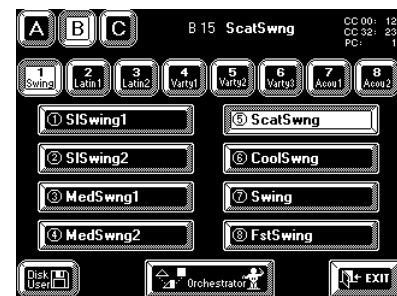 A B C B 15 ScatSwng CC 00: 12
CC 32: 23
PC: 1
1 Swing 2 Latin1 3 Latin2 4 Varty1 5 Varty2 6 Varty3 7 Acou1 8 Acou2
① SlSwing1 ⑤ ScatSwng
② SlSwing2 ⑥ CoolSwng
③ MedSwng1 ⑦ Swing
④ MedSwng2 ⑧ FstSwing
Disk User Orchestrator EXIT